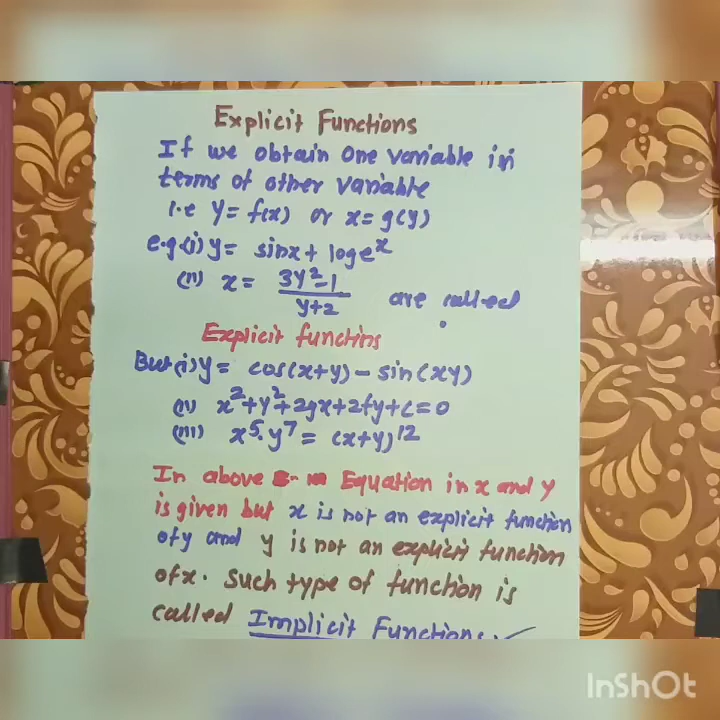 Explicit Functions
If we obtain one variable in
terms of other variable
i.e y = f(x) or x = g(y)
e.g (i) y = sinx + logeˣ
(ii) x = 3y²-1 / y+2 are called
Explicit functins
But (i) y = cos(x+y) - sin(xy)
(ii) x²+y²+2gx+2fy+c=0
(iii) x⁵.y⁷ = (x+y)¹²
In above Equation in x and y
is given but x is not an explicit function
of y and y is not an explicit function
of x. Such type of function is
called Implicit Functions
InShOt